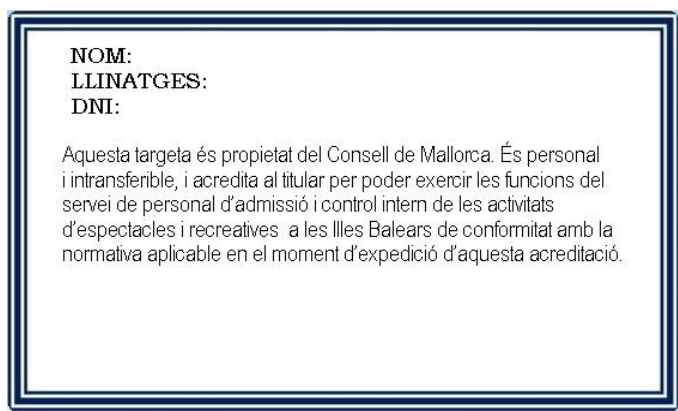 NOM:
LLINATGES:
DNI:
Aquesta targeta és propietat del Consell de Mallorca. És personal
i intransferible, i acredita al titular per poder exercir les funcions del
servei de personal d'admissió i control intern de les activitats
d'espectacles i recreatives  a les Illes Balears de conformitat amb la
normativa aplicable en el moment d'expedició d'aquesta acreditació.